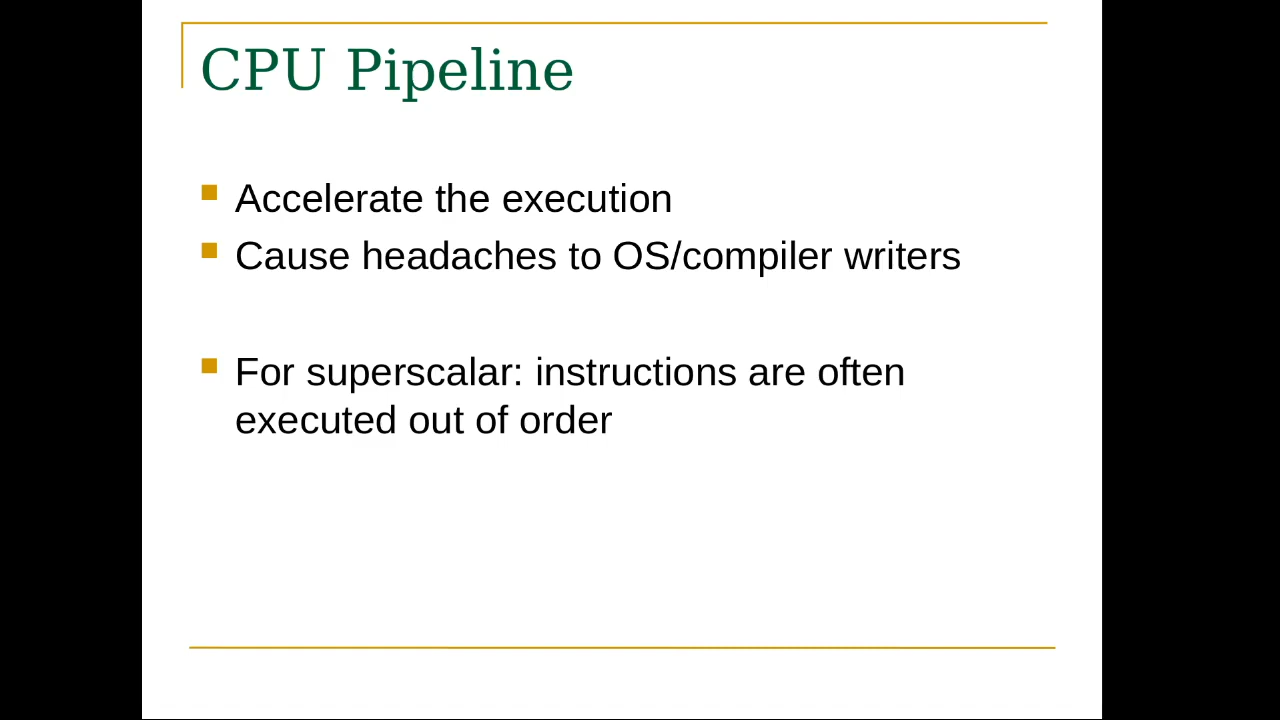 CPU Pipeline
Accelerate the execution
Cause headaches to OS/compiler writers
For superscalar: instructions are often
executed out of order